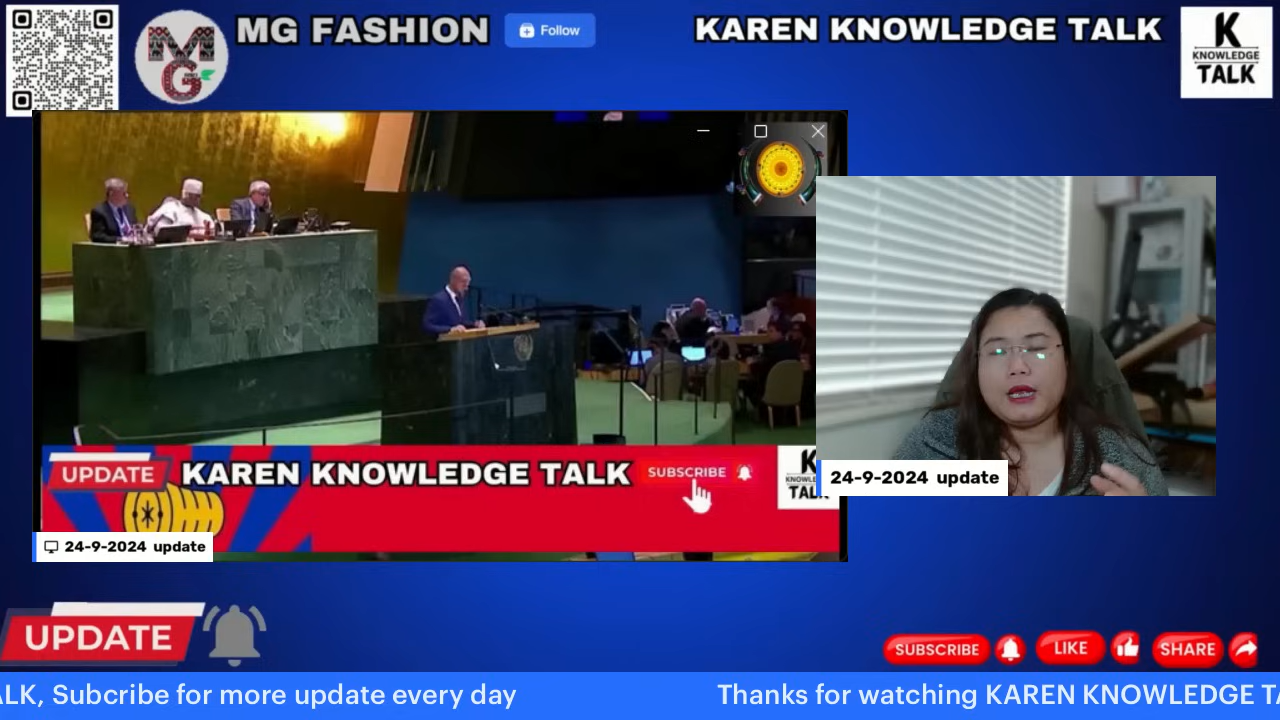 MG FASHION
Follow
KAREN KNOWLEDGE TALK
K
KNOWLEDGE
TALK
MG
UPDATE
KAREN KNOWLEDGE TALK
SUBSCRIBE
K
TALK
24-9-2024 update
24-9-2024 update
UPDATE
SUBSCRIBE
LIKE
SHARE
ALK, Subcribe for more update every day
Thanks for watching KAREN KNOWLEDGE TA